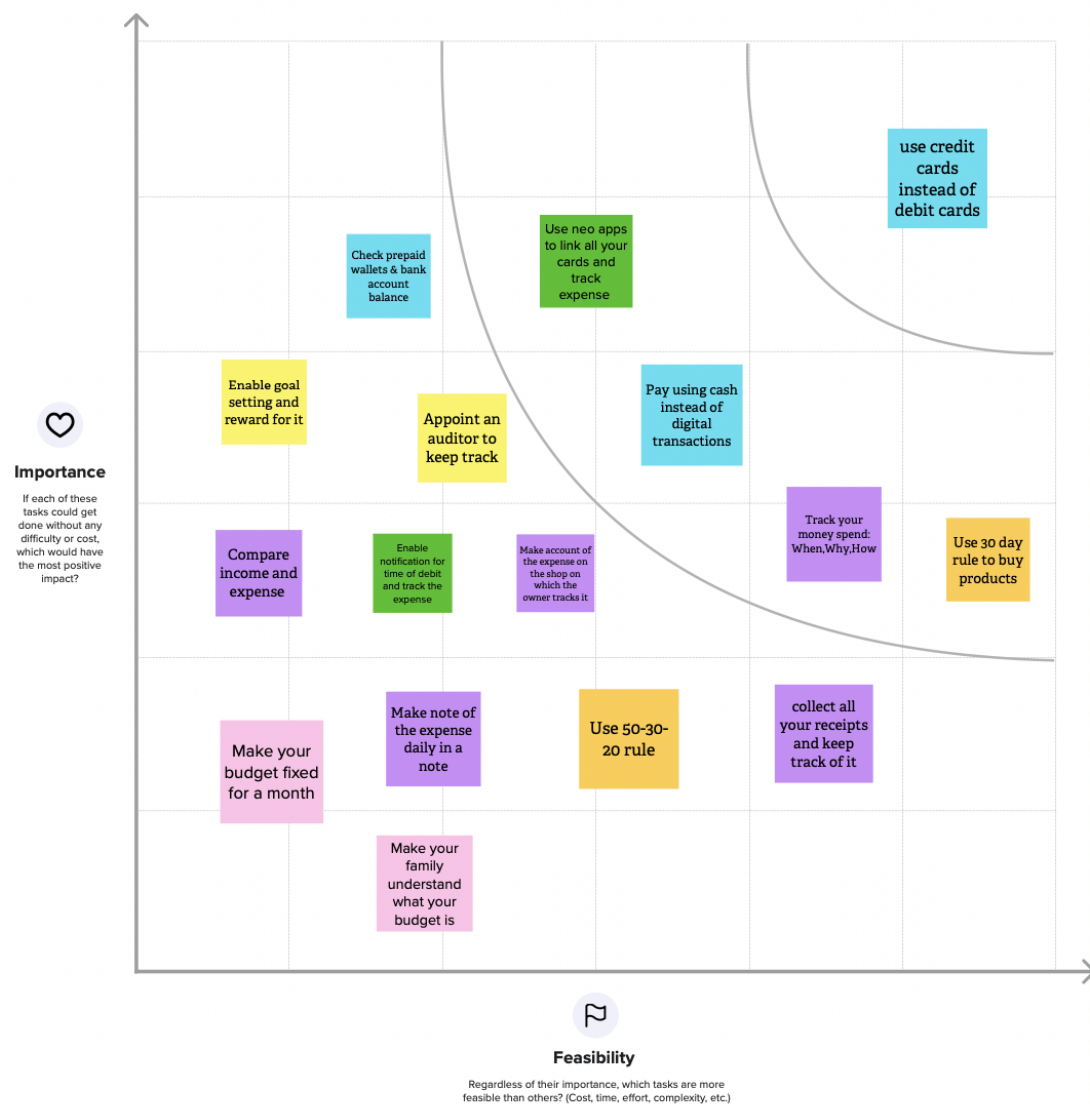 use credit
cards
instead of
debit cards
Use neo apps
to link all your
cards and
track
expense
Check prepaid
wallets & bank
account
balance
Enable goal
setting and
reward for it
Appoint an
auditor to
keep track
Pay using cash
instead of
digital
transactions
Importance
If each of these
tasks could get
done without any
difficulty or cost,
which would have
the most positive
impact?
Compare
income and
expense
Enable
notification for
time of debit
and track the
expense
Make account of
the expense on
the shop on
which the
owner tracks it
Track your
money spend:
When,Why,How
Use 30 day
rule to buy
products
Make your
budget fixed
for a month
Make note of
the expense
daily in a
note
Use 50-30-
20 rule
collect all
your receipts
and keep
track of it
Make your
family
understand
what your
budget is
Feasibility
Regardless of their importance, which tasks are more
feasible than others? (Cost, time, effort, complexity, etc.)